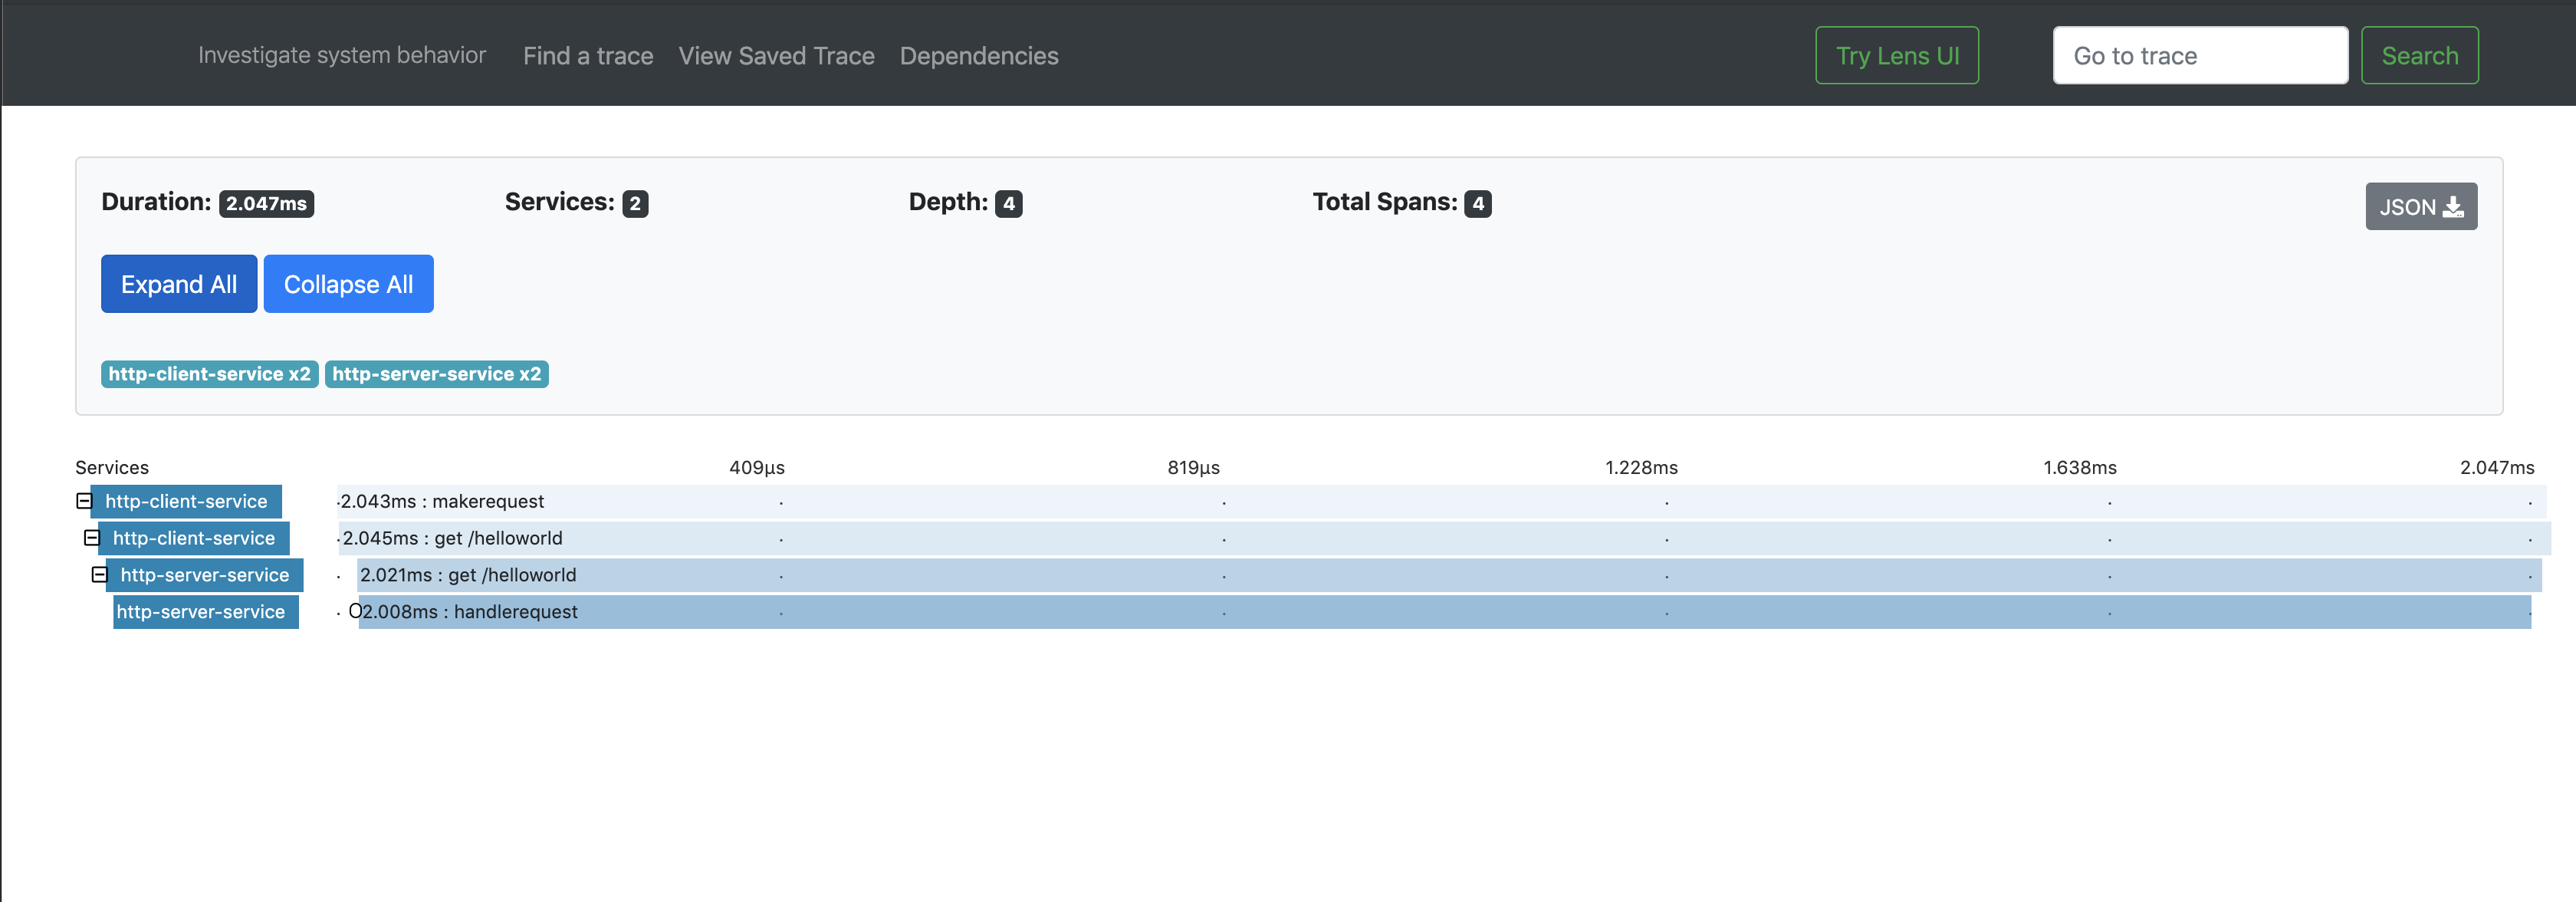 Investigate system behavior Find a trace View Saved Trace Dependencies Try Lens UI Go to trace Search
Duration: 2.047ms Services: 2 Depth: 4 Total Spans: 4 JSON
Expand All Collapse All
http-client-service x2 http-server-service x2
Services 409μs 819μs 1.228ms 1.638ms 2.047ms
http-client-service 2.043ms : makerequest
http-client-service 2.045ms : get /helloworld
http-server-service 2.021ms : get /helloworld
http-server-service 2.008ms : handlerequest